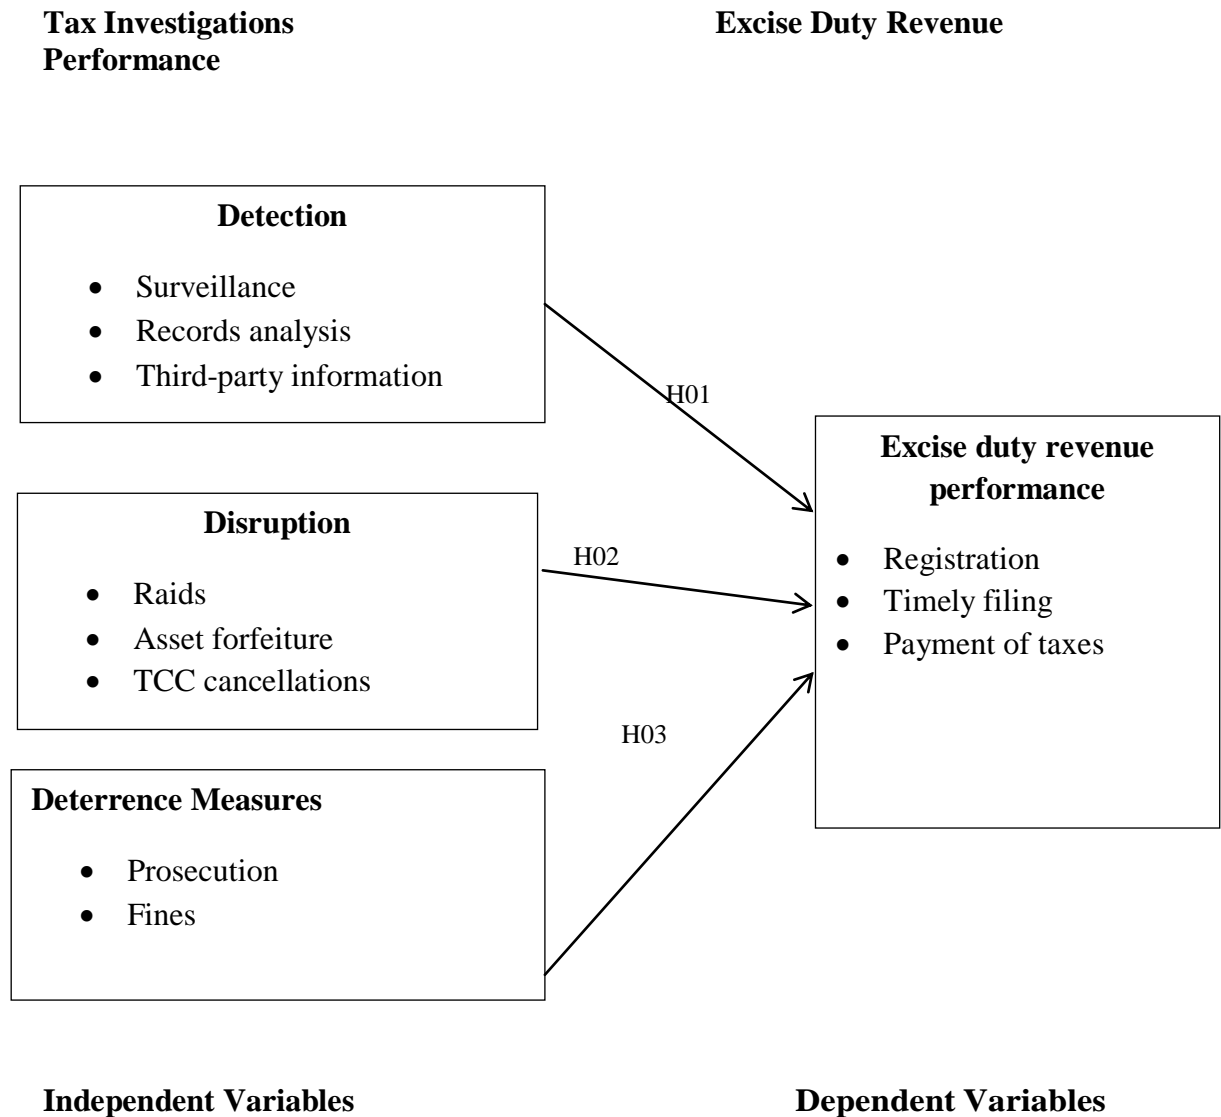 Tax Investigations
Performance
Excise Duty Revenue
Detection
• Surveillance
• Records analysis
• Third-party information
H01
Disruption
• Raids
• Asset forfeiture
• TCC cancellations
H02
Deterrence Measures
• Prosecution
• Fines
H03
Excise duty revenue
performance
• Registration
• Timely filing
• Payment of taxes
Independent Variables
Dependent Variables